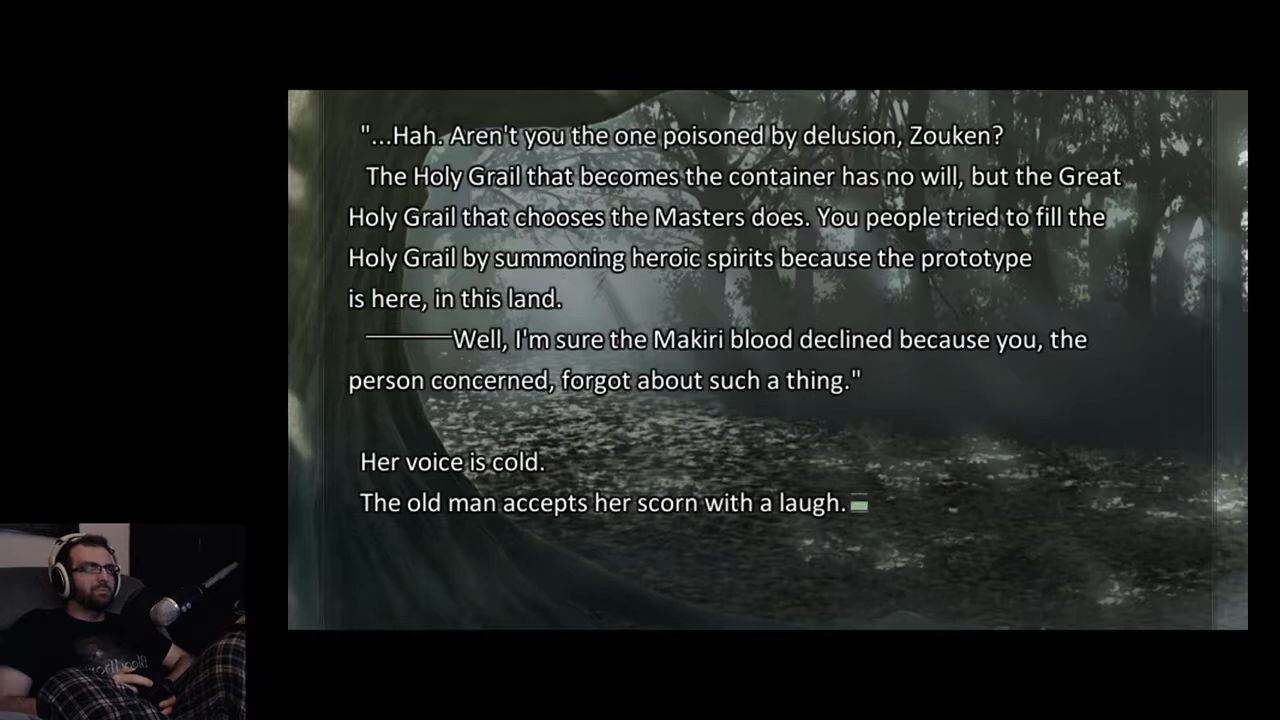 "...Hah. Aren't you the one poisoned by delusion, Zouken?
The Holy Grail that becomes the container has no will, but the Great
Holy Grail that chooses the Masters does. You people tried to fill the
Holy Grail by summoning heroic spirits because the prototype
is here, in this land.
————Well, I'm sure the Makiri blood declined because you, the
person concerned, forgot about such a thing."
Her voice is cold.
The old man accepts her scorn with a laugh.